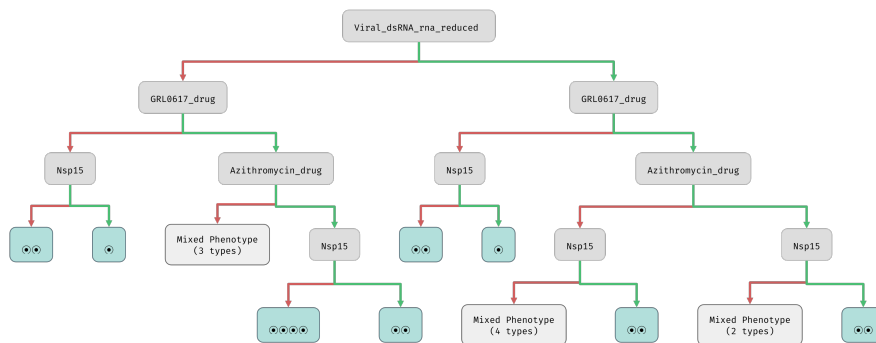 Viral_dsRNA_rna_reduced
GRL0617_drug
GRL0617_drug
Nsp15
Azithromycin_drug
Nsp15
Azithromycin_drug
Mixed Phenotype
(3 types)
Nsp15
Nsp15
Nsp15
Mixed Phenotype
(4 types)
Mixed Phenotype
(2 types)